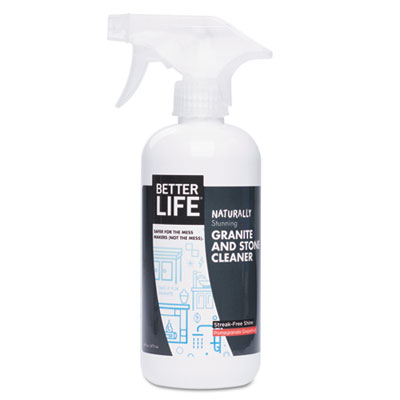 BETTER
LIFE®
SAFER FOR THE MESS
MAKERS (NOT THE MESS).
NATURALLY
Stunning
GRANITE
AND STONE
CLEANER
Streak-Free Shine
Pomegranate